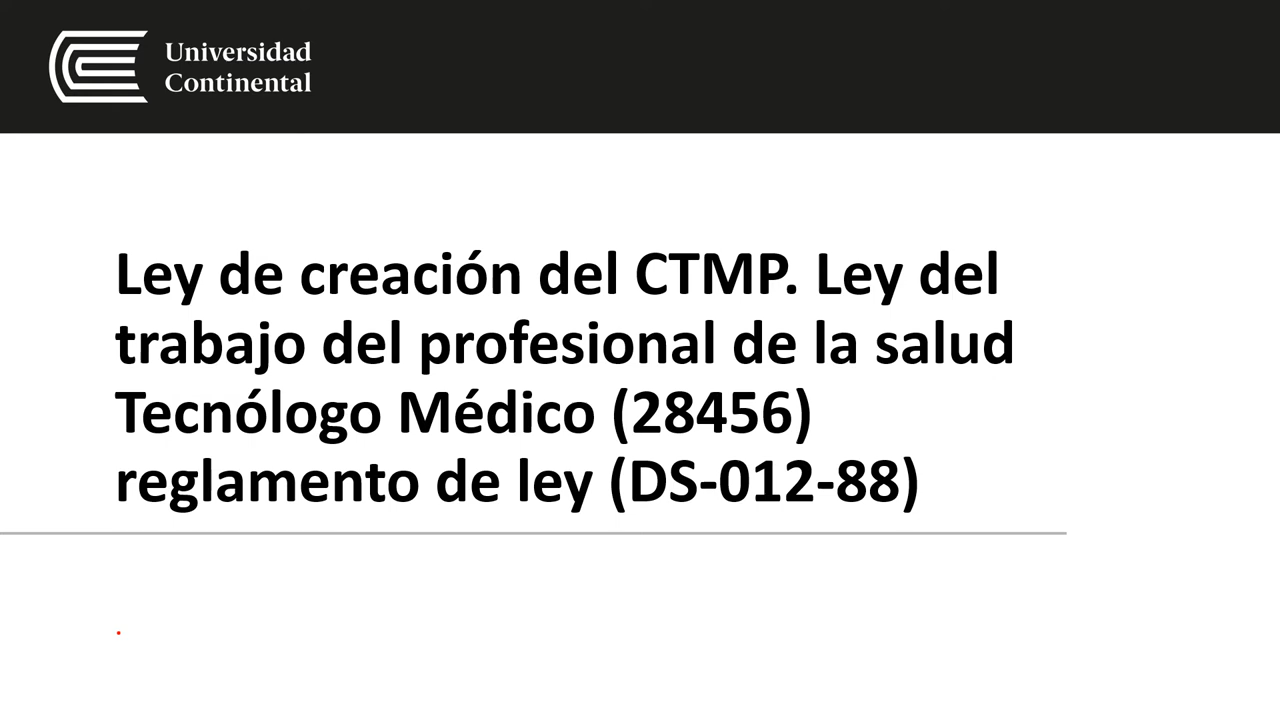 Universidad
Continental
Ley de creación del CTMP. Ley del
trabajo del profesional de la salud
Tecnólogo Médico (28456)
reglamento de ley (DS-012-88)
.